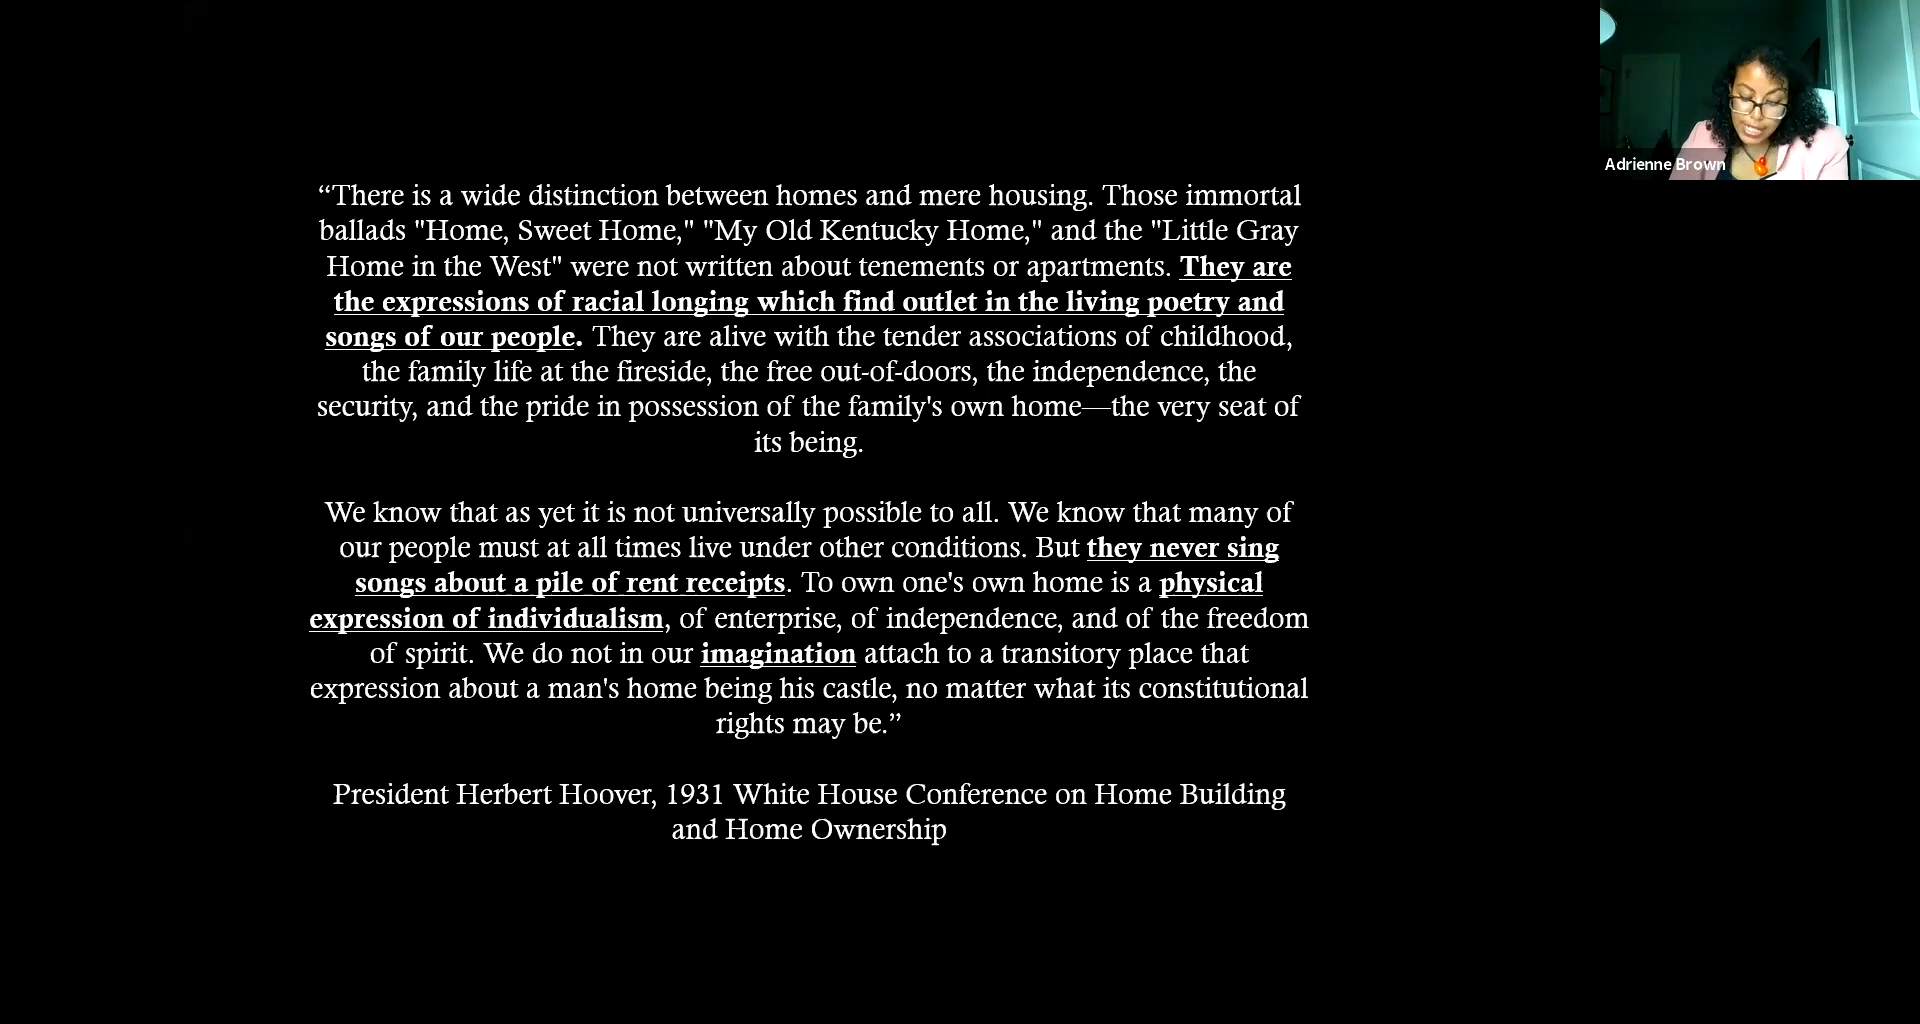 “There is a wide distinction between homes and mere housing. Those immortal
ballads "Home, Sweet Home," "My Old Kentucky Home," and the "Little Gray
Home in the West" were not written about tenements or apartments. They are
the expressions of racial longing which find outlet in the living poetry and
songs of our people. They are alive with the tender associations of childhood,
the family life at the fireside, the free out-of-doors, the independence, the
security, and the pride in possession of the family's own home—the very seat of
its being.
We know that as yet it is not universally possible to all. We know that many of
our people must at all times live under other conditions. But they never sing
songs about a pile of rent receipts. To own one's own home is a physical
expression of individualism, of enterprise, of independence, and of the freedom
of spirit. We do not in our imagination attach to a transitory place that
expression about a man's home being his castle, no matter what its constitutional
rights may be.”
President Herbert Hoover, 1931 White House Conference on Home Building
and Home Ownership
Adrienne Brown